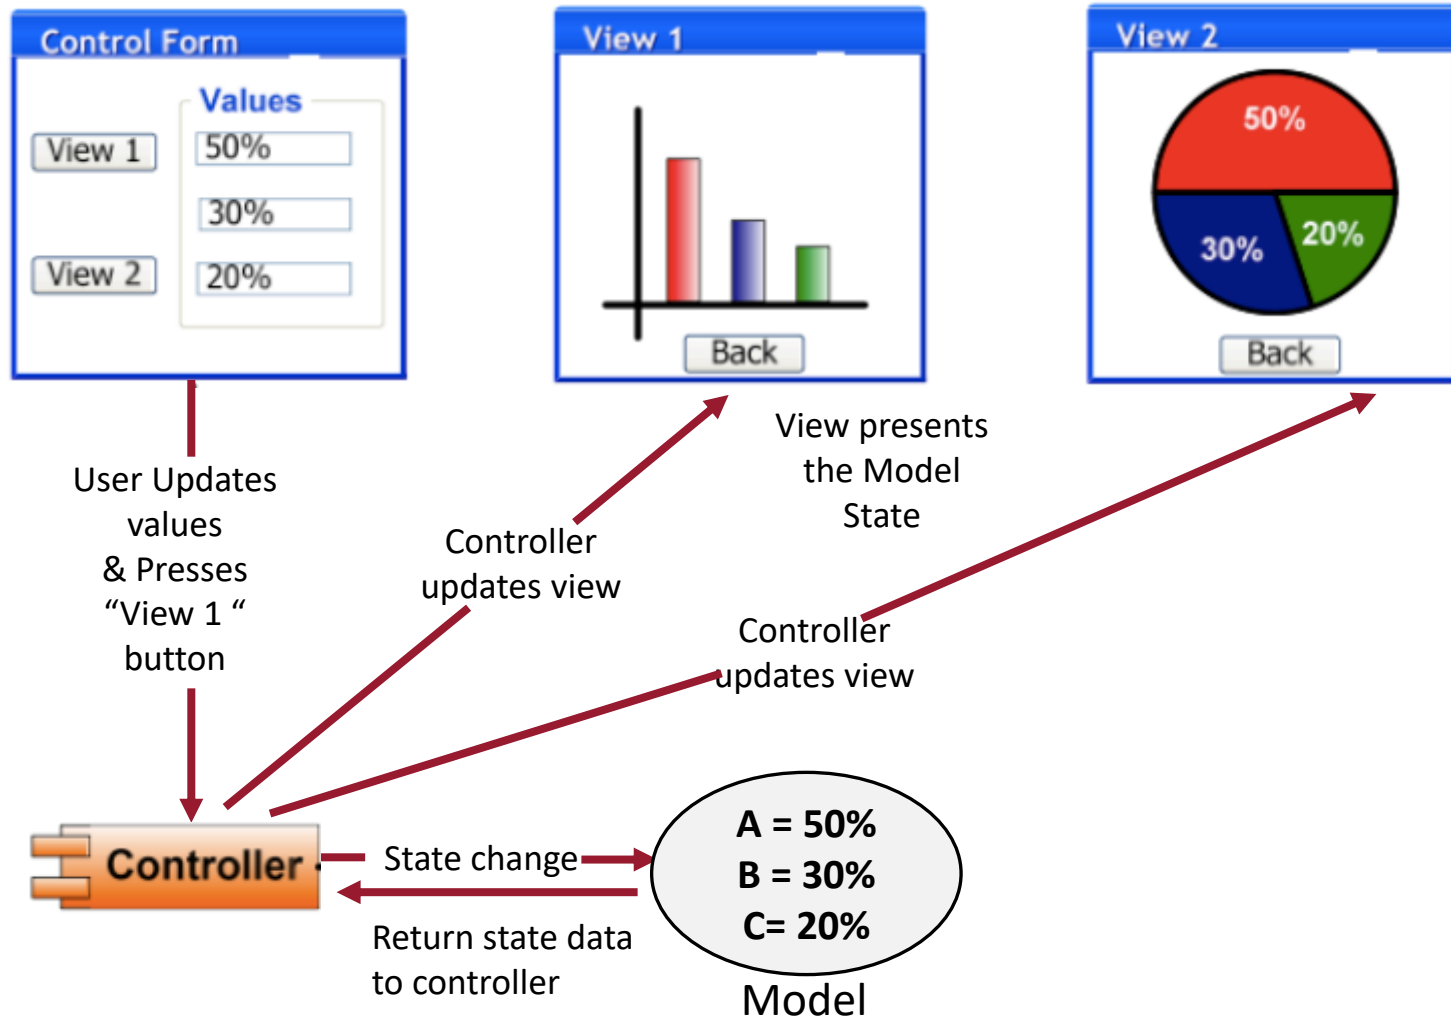 Control Form
Values
View 1
50%
30%
View 2
20%
View 1
Back
View 2
50%
30%
20%
Back
User Updates
values
& Presses
“View 1 “
button
Controller
updates view
View presents
the Model
State
Controller
updates view
Controller
State change
Return state data
to controller
A = 50%
B = 30%
C= 20%
Model